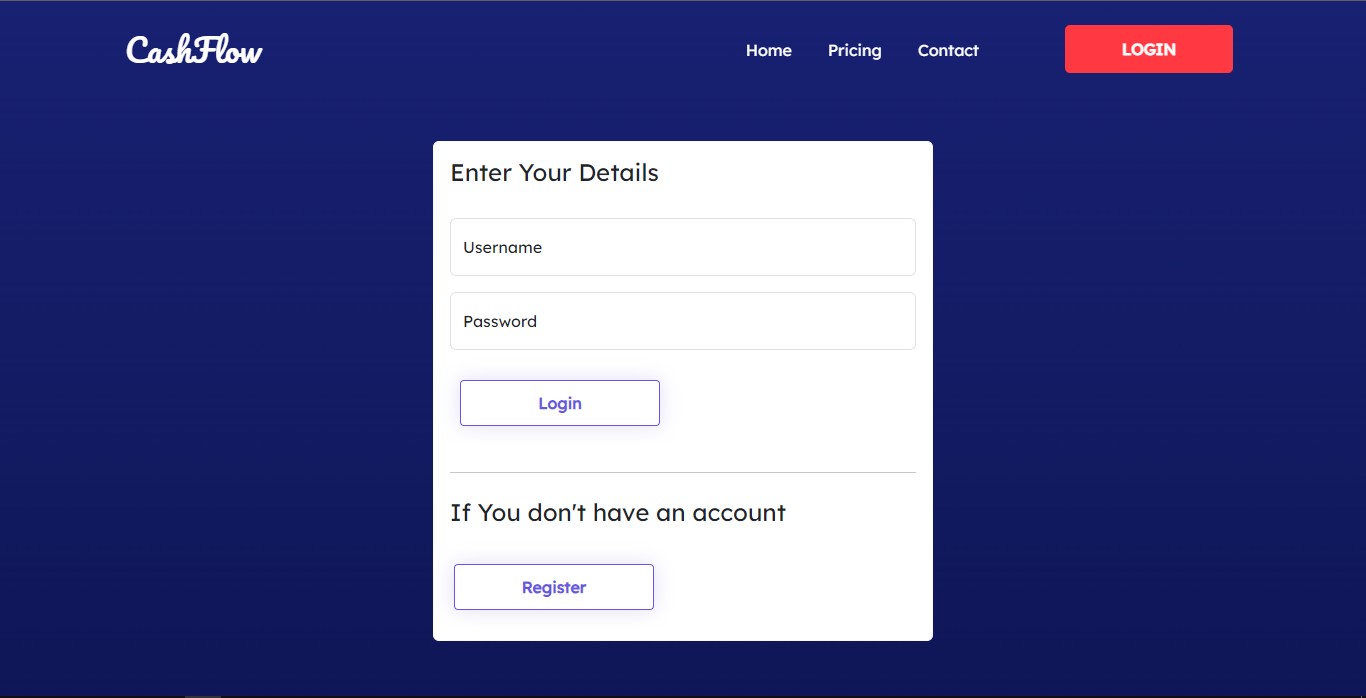 CashFlow
Home Pricing Contact LOGIN
Enter Your Details
Username
Password
Login
If You don't have an account
Register